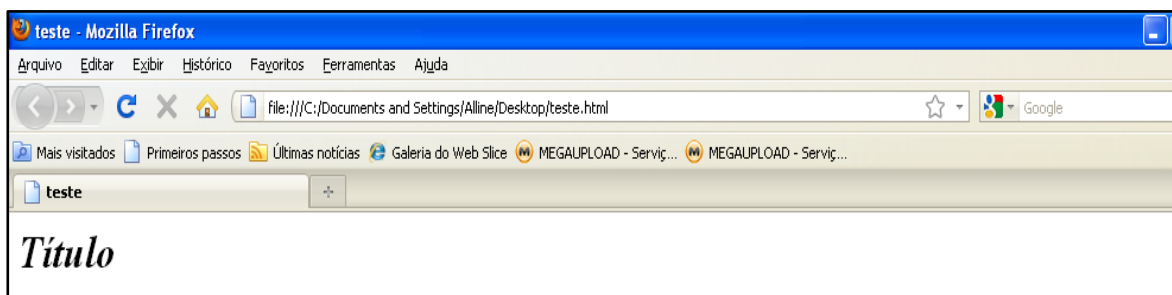 teste - Mozilla Firefox
Arquivo Editar Exibir Histórico Favoritos Ferramentas Ajuda
file:///C:/Documents and Settings/Alline/Desktop/teste.html Google
Mais visitados Primeiros passos Últimas notícias Galeria do Web Slice MEGAUPLOAD - Serviç... MEGAUPLOAD - Serviç...
teste
Título